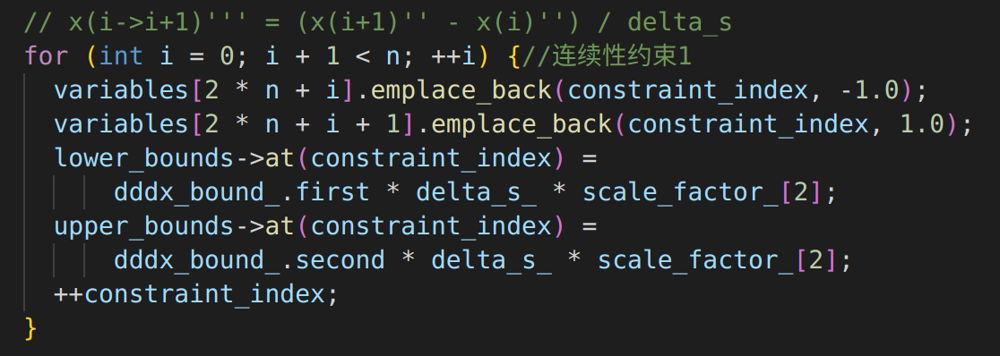 // x(i->i+1)''' = (x(i+1)'' - x(i)'') / delta_s
for (int i = 0; i + 1 < n; ++i) {//连续性约束1
  variables[2 * n + i].emplace_back(constraint_index, -1.0);
  variables[2 * n + i + 1].emplace_back(constraint_index, 1.0);
  lower_bounds->at(constraint_index) =
      dddx_bound_.first * delta_s_ * scale_factor_[2];
  upper_bounds->at(constraint_index) =
      dddx_bound_.second * delta_s_ * scale_factor_[2];
  ++constraint_index;
}